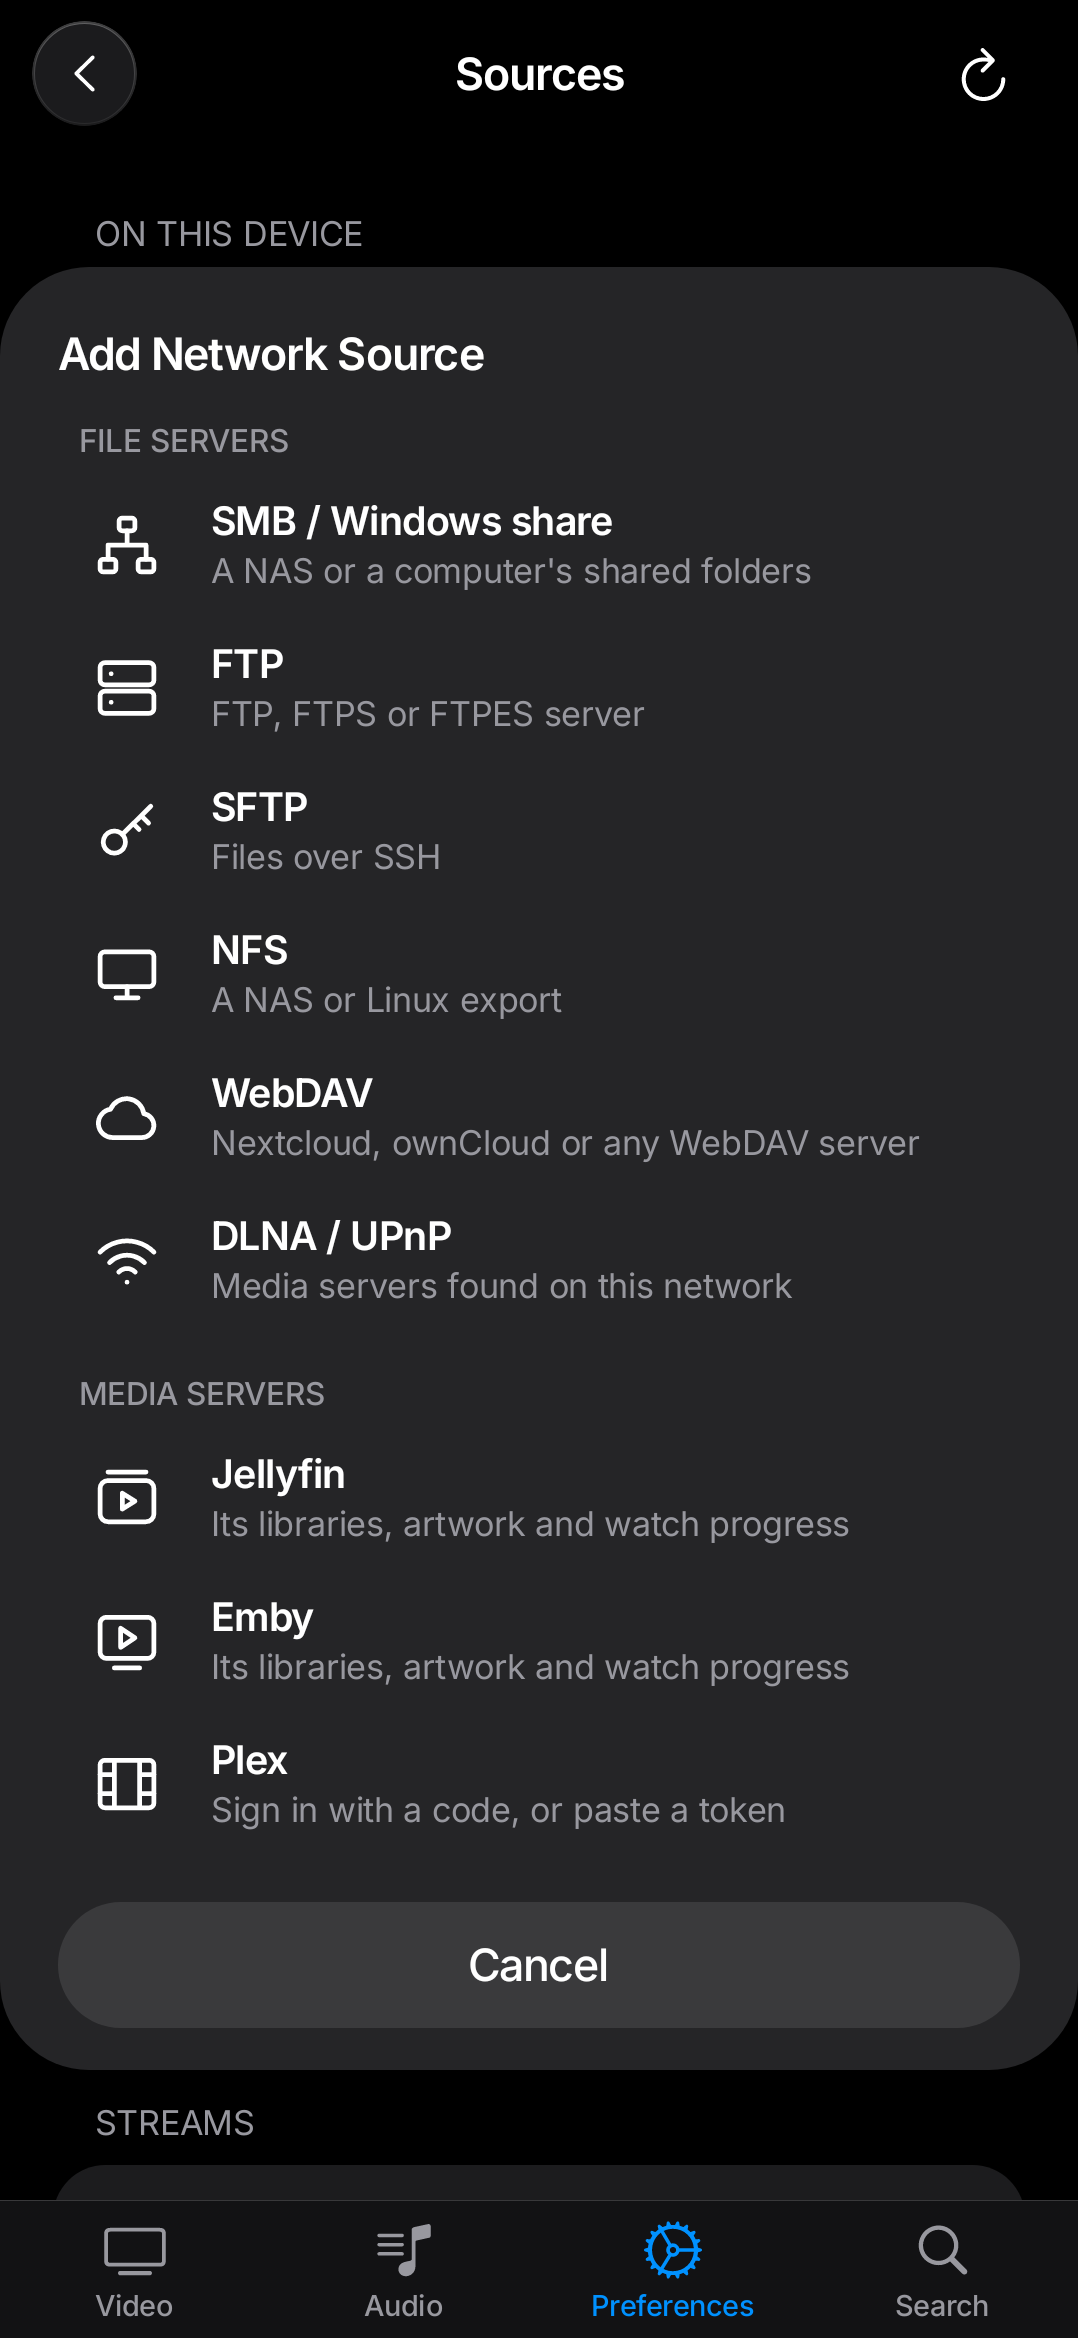 Sources
ON THIS DEVICE
Add Network Source
FILE SERVERS
SMB / Windows share
A NAS or a computer's shared folders
FTP
FTP, FTPS or FTPES server
SFTP
Files over SSH
NFS
A NAS or Linux export
WebDAV
Nextcloud, ownCloud or any WebDAV server
DLNA / UPnP
Media servers found on this network
MEDIA SERVERS
Jellyfin
Its libraries, artwork and watch progress
Emby
Its libraries, artwork and watch progress
Plex
Sign in with a code, or paste a token
Cancel
STREAMS
Video
Audio
Preferences
Search